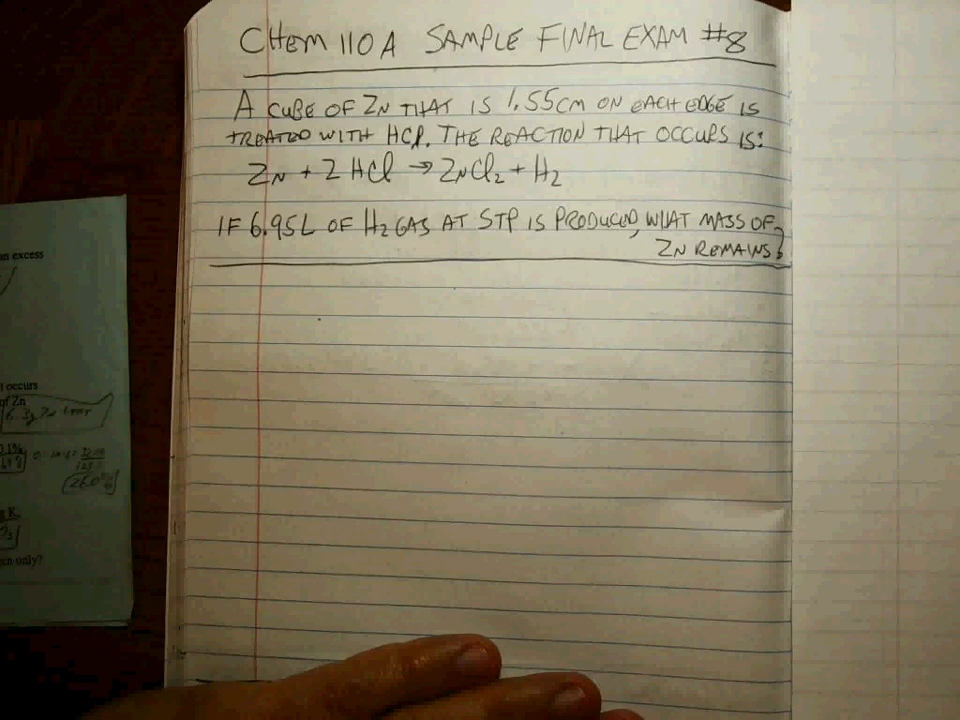 CHEM 110A SAMPLE FINAL EXAM #8
A CUBE OF ZN THAT IS 1.55CM ON EACH EDGE IS
TREATED WITH HCl. THE REACTION THAT OCCURS IS:
ZN + 2 HCl → ZNCl2 + H2
IF 6.95L OF H2 GAS AT STP IS PRODUCED, WHAT MASS OF
ZN REMAINS?
n excess
occurs
of Zn
een only?